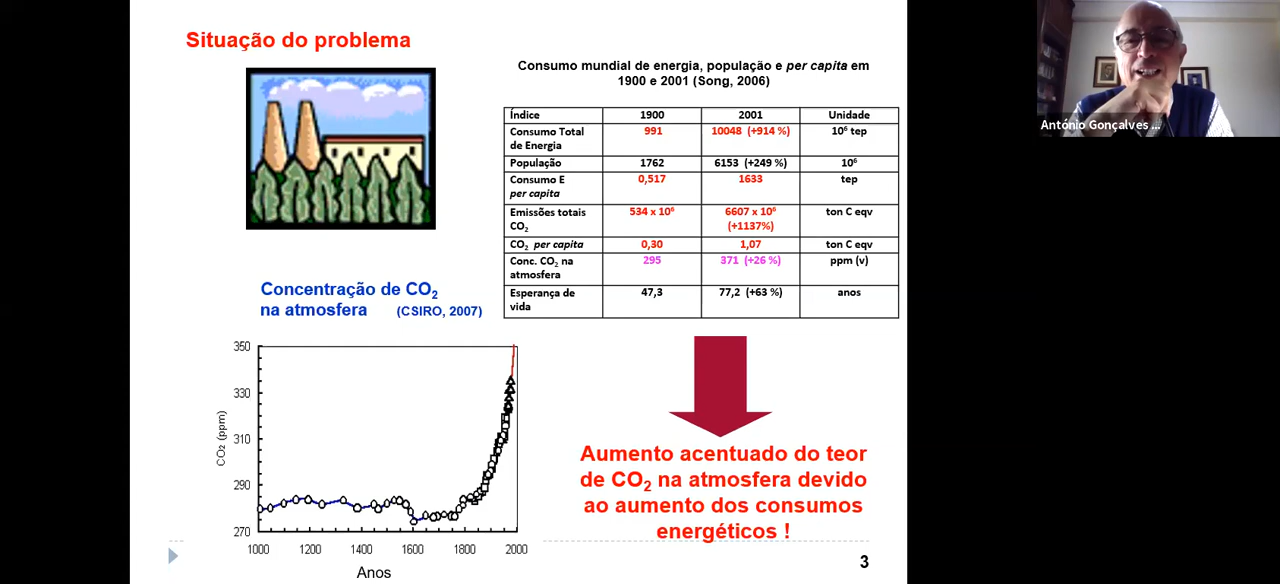 Situação do problema
Consumo mundial de energia, população e per capita em
1900 e 2001 (Song, 2006)
Índice 1900 2001 Unidade
Consumo Total 991 10048 (+914 %) 10⁶ tep
de Energia
População 1762 6153 (+249 %) 10⁶
Consumo E 0,517 1633 tep
per capita
Emissões totais 534 x 10⁶ 6607 x 10⁶ ton C eqv
CO₂ (+1137%)
CO₂ per capita 0,30 1,07 ton C eqv
Conc. CO₂ na 295 371 (+26 %) ppm (v)
atmosfera
Esperança de 47,3 77,2 (+63 %) anos
vida
António Gonçalves ...
Concentração de CO₂
na atmosfera (CSIRO, 2007)
350
330
310
290
270
CO₂ (ppm)
1000 1200 1400 1600 1800 2000
Anos
Aumento acentuado do teor
de CO₂ na atmosfera devido
ao aumento dos consumos
energéticos !
3